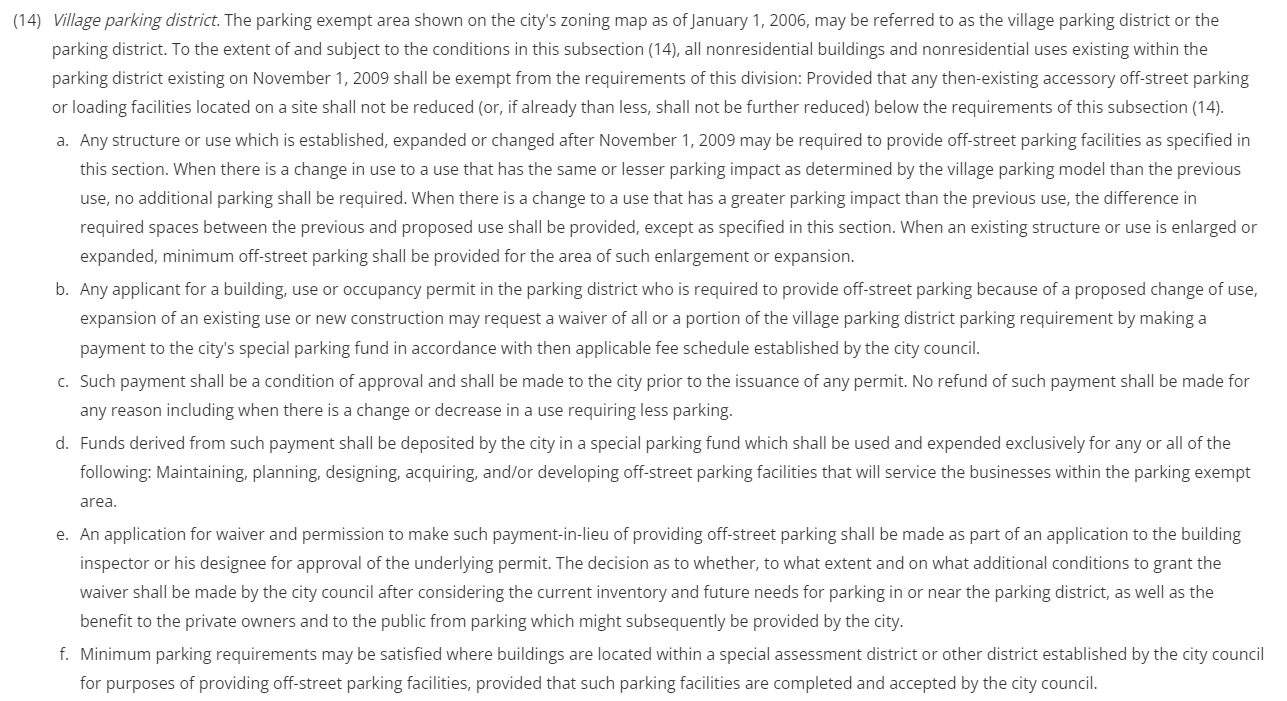 (14) Village parking district. The parking exempt area shown on the city's zoning map as of January 1, 2006, may be referred to as the village parking district or the
parking district. To the extent of and subject to the conditions in this subsection (14), all nonresidential buildings and nonresidential uses existing within the
parking district existing on November 1, 2009 shall be exempt from the requirements of this division: Provided that any then-existing accessory off-street parking
or loading facilities located on a site shall not be reduced (or, if already than less, shall not be further reduced) below the requirements of this subsection (14).
a. Any structure or use which is established, expanded or changed after November 1, 2009 may be required to provide off-street parking facilities as specified in
this section. When there is a change in use to a use that has the same or lesser parking impact as determined by the village parking model than the previous
use, no additional parking shall be required. When there is a change to a use that has a greater parking impact than the previous use, the difference in
required spaces between the previous and proposed use shall be provided, except as specified in this section. When an existing structure or use is enlarged or
expanded, minimum off-street parking shall be provided for the area of such enlargement or expansion.
b. Any applicant for a building, use or occupancy permit in the parking district who is required to provide off-street parking because of a proposed change of use,
expansion of an existing use or new construction may request a waiver of all or a portion of the village parking district parking requirement by making a
payment to the city's special parking fund in accordance with then applicable fee schedule established by the city council.
c. Such payment shall be a condition of approval and shall be made to the city prior to the issuance of any permit. No refund of such payment shall be made for
any reason including when there is a change or decrease in a use requiring less parking.
d. Funds derived from such payment shall be deposited by the city in a special parking fund which shall be used and expended exclusively for any or all of the
following: Maintaining, planning, designing, acquiring, and/or developing off-street parking facilities that will service the businesses within the parking exempt
area.
e. An application for waiver and permission to make such payment-in-lieu of providing off-street parking shall be made as part of an application to the building
inspector or his designee for approval of the underlying permit. The decision as to whether, to what extent and on what additional conditions to grant the
waiver shall be made by the city council after considering the current inventory and future needs for parking in or near the parking district, as well as the
benefit to the private owners and to the public from parking which might subsequently be provided by the city.
f. Minimum parking requirements may be satisfied where buildings are located within a special assessment district or other district established by the city council
for purposes of providing off-street parking facilities, provided that such parking facilities are completed and accepted by the city council.